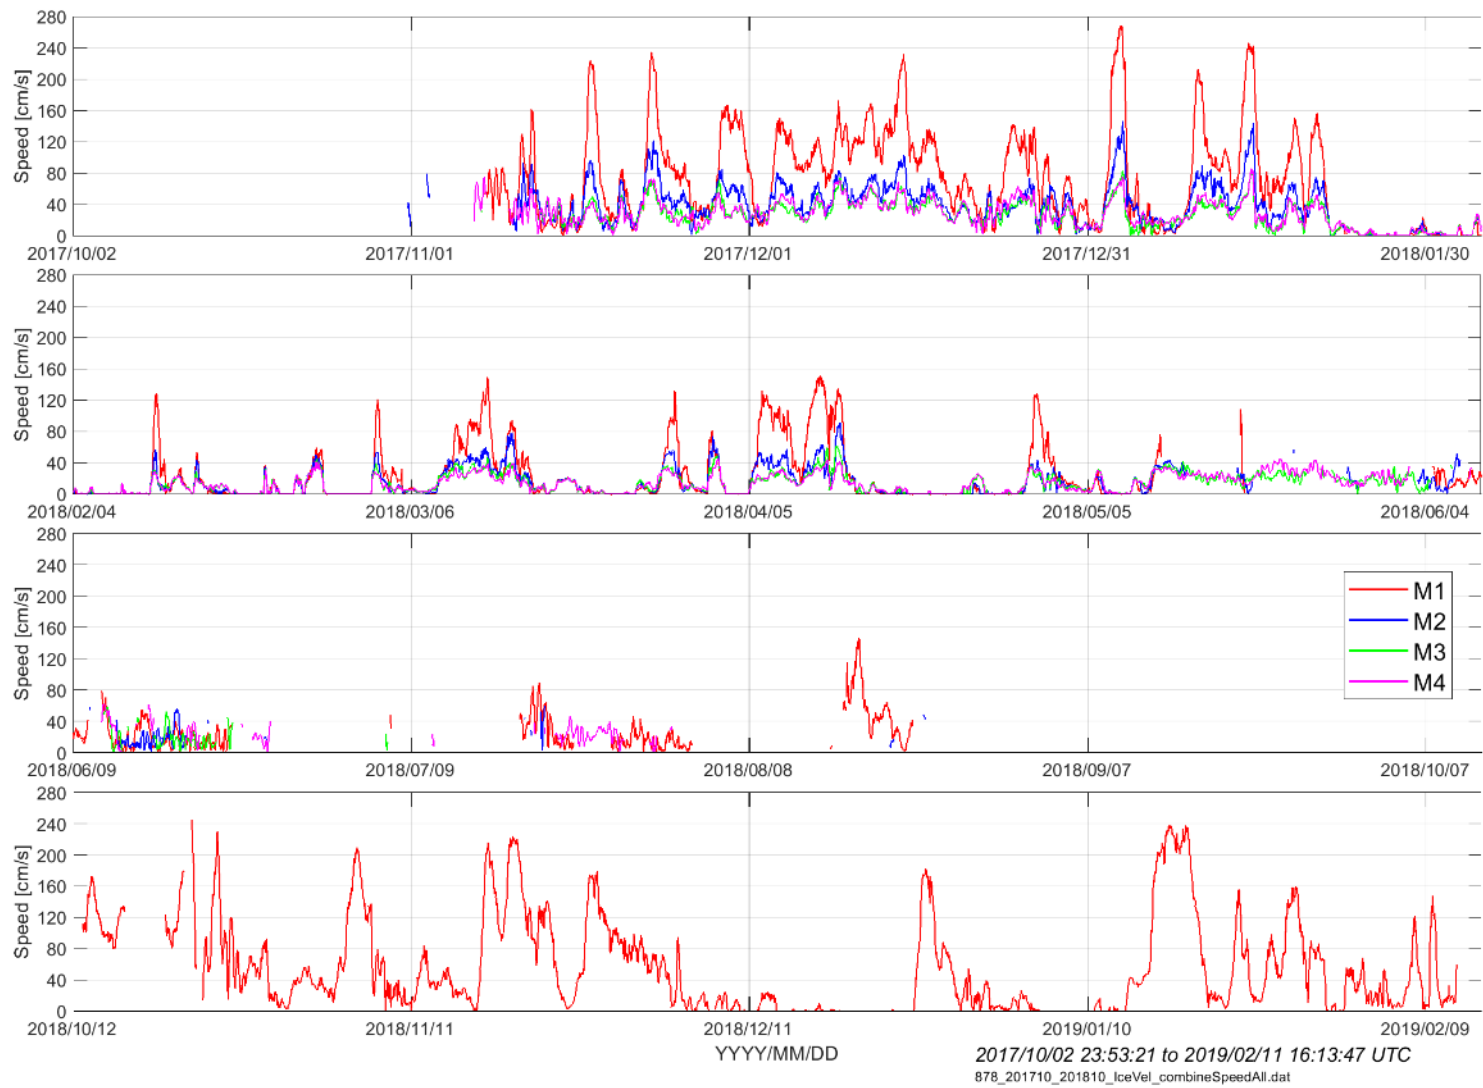 280
240
200
160
120
80
40
0
Speed [cm/s]
2017/10/02 2017/11/01 2017/12/01 2017/12/31 2018/01/30
280
240
200
160
120
80
40
0
Speed [cm/s]
2018/02/04 2018/03/06 2018/04/05 2018/05/05 2018/06/04
280
240
200
160
120
80
40
0
Speed [cm/s]
M1
M2
M3
M4
2018/06/09 2018/07/09 2018/08/08 2018/09/07 2018/10/07
280
240
200
160
120
80
40
0
Speed [cm/s]
2018/10/12 2018/11/11 2018/12/11 2019/01/10 2019/02/09
YYYY/MM/DD
2017/10/02 23:53:21 to 2019/02/11 16:13:47 UTC
878_201710_201810_IceVel_combineSpeedAll.dat